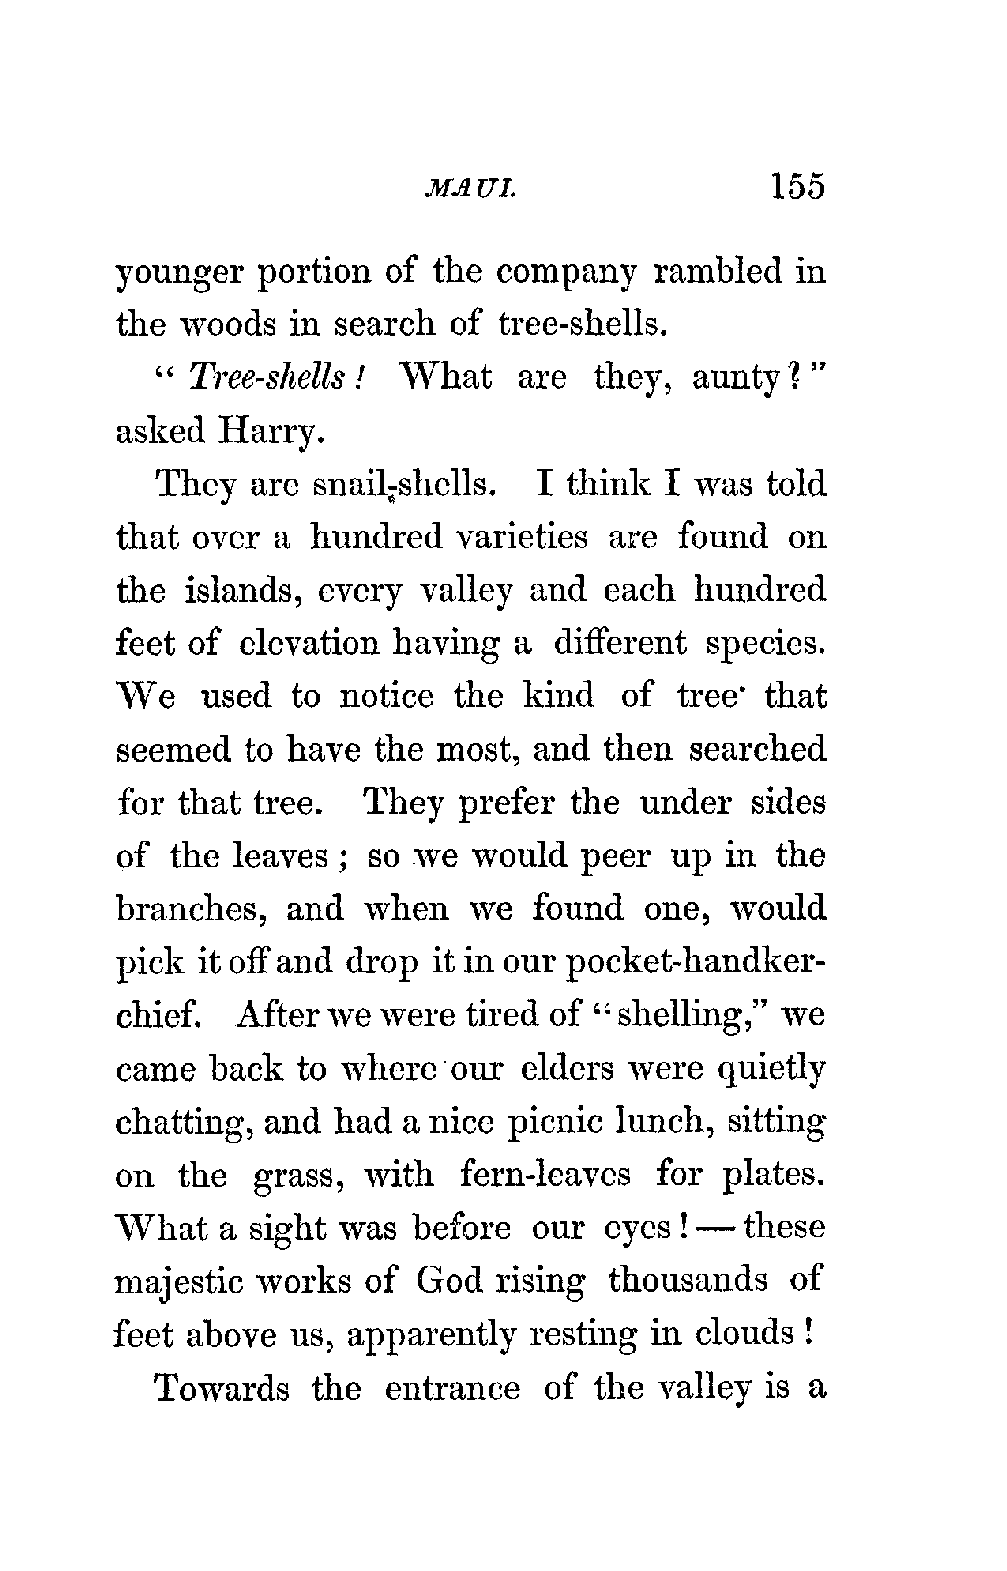 MAUI. 155
younger portion of the company rambled in
the woods in search of tree-shells.
“ Tree-shells ! What are they, aunty ? ”
asked Harry.
They are snail-shells. I think I was told
that over a hundred varieties are found on
the islands, every valley and each hundred
feet of elevation having a different species.
We used to notice the kind of tree that
seemed to have the most, and then searched
for that tree. They prefer the under sides
of the leaves ; so we would peer up in the
branches, and when we found one, would
pick it off and drop it in our pocket-handker-
chief. After we were tired of “ shelling,” we
came back to where our elders were quietly
chatting, and had a nice picnic lunch, sitting
on the grass, with fern-leaves for plates.
What a sight was before our eyes ! — these
majestic works of God rising thousands of
feet above us, apparently resting in clouds !
Towards the entrance of the valley is a